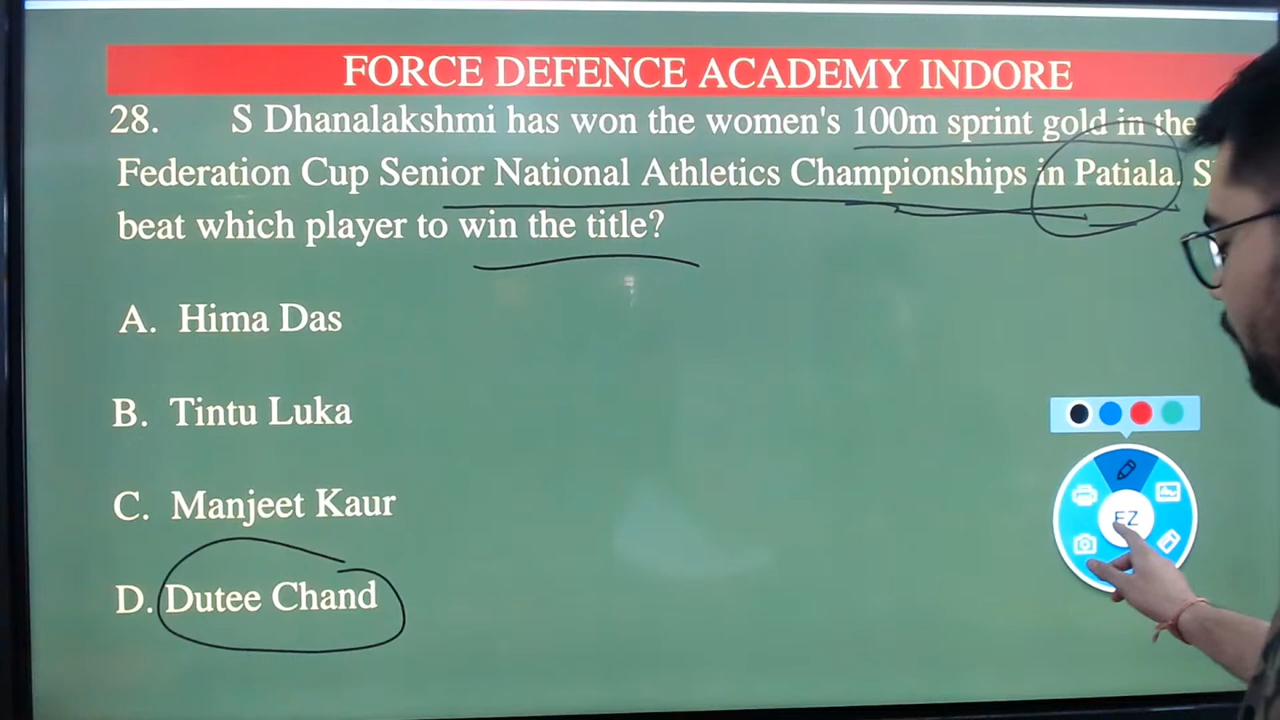 FORCE DEFENCE ACADEMY INDORE
28. S Dhanalakshmi has won the women's 100m sprint gold in the
Federation Cup Senior National Athletics Championships in Patiala. S
beat which player to win the title?
A. Hima Das
B. Tintu Luka
C. Manjeet Kaur
D. Dutee Chand
EZ